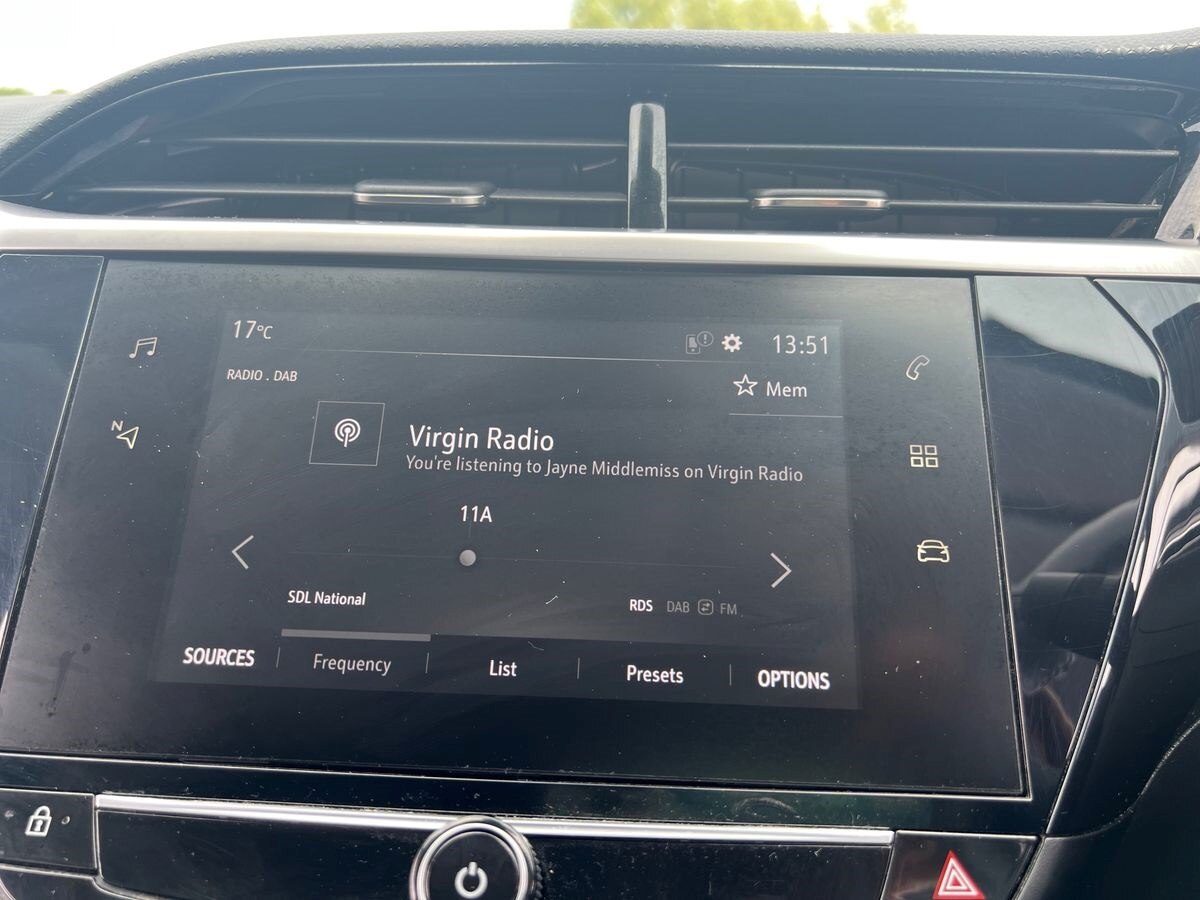 17°C
13:51
RADIO . DAB
Mem
Virgin Radio
You're listening to Jayne Middlemiss on Virgin Radio
11A
N
SDL National
RDS DAB FM
SOURCES
Frequency
List
Presets
OPTIONS